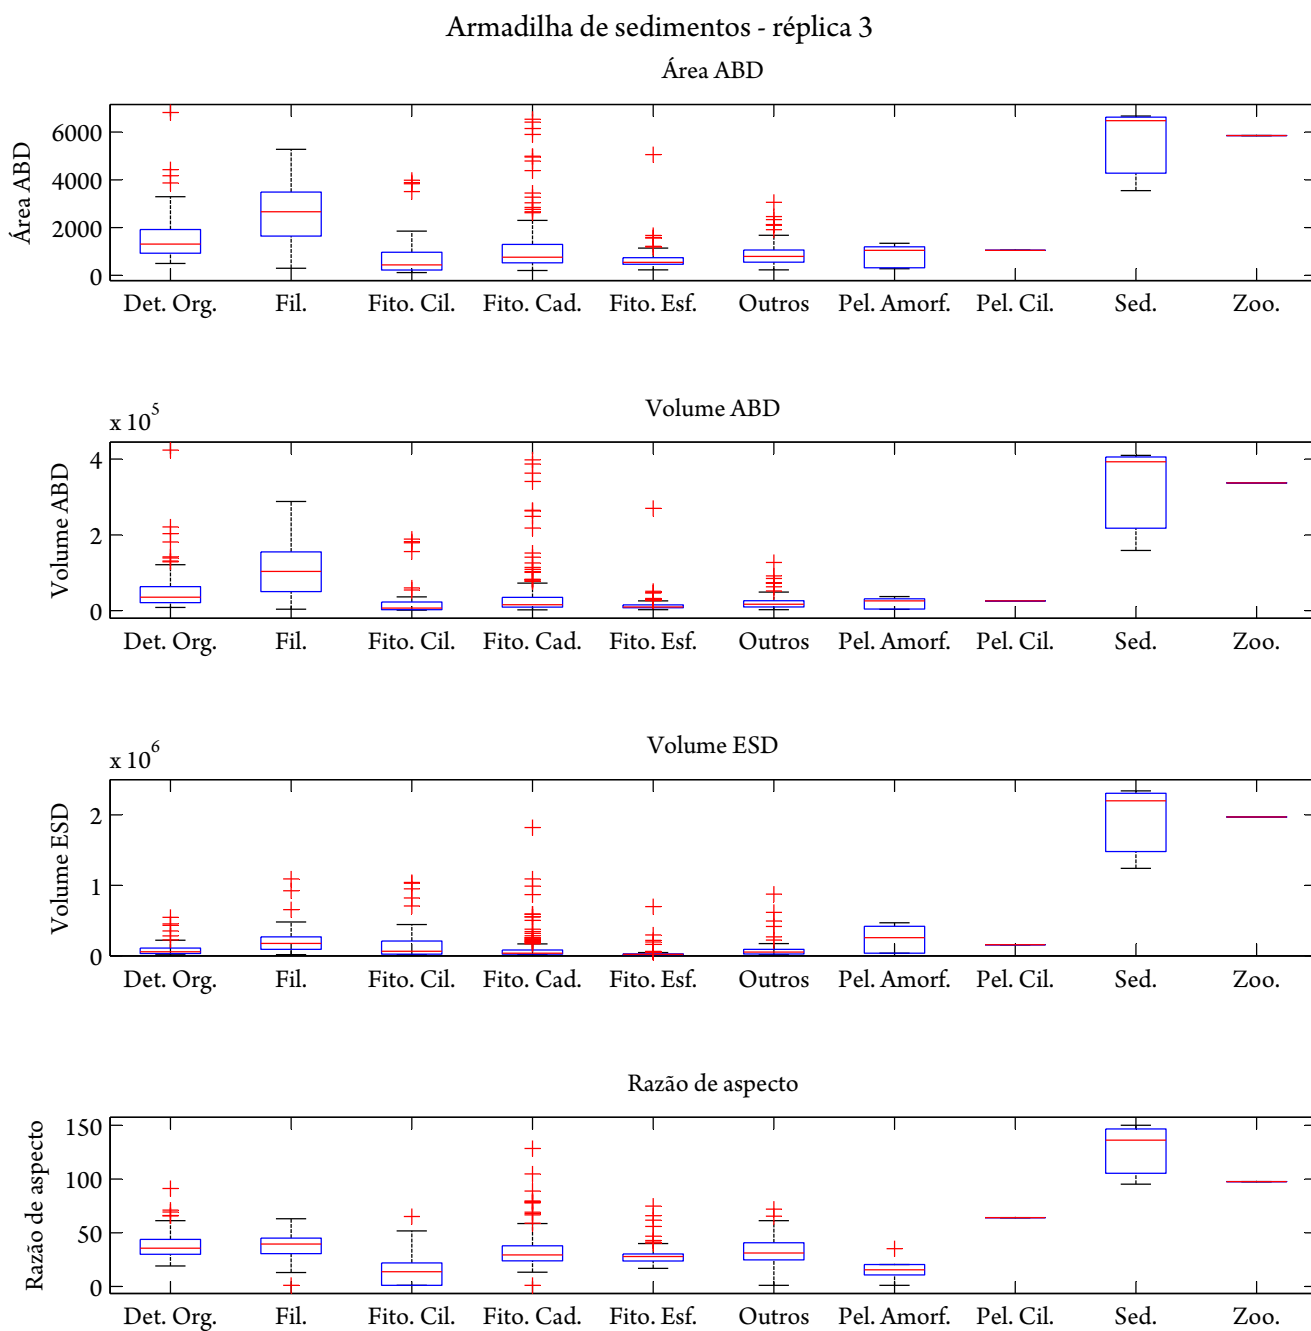 Armadilha de sedimentos - réplica 3
Área ABD
Área ABD
6000
4000
2000
0
Det. Org. Fil. Fito. Cil. Fito. Cad. Fito. Esf. Outros Pel. Amorf. Pel. Cil. Sed. Zoo.
Volume ABD
x 10^5
Volume ABD
4
2
0
Det. Org. Fil. Fito. Cil. Fito. Cad. Fito. Esf. Outros Pel. Amorf. Pel. Cil. Sed. Zoo.
Volume ESD
x 10^6
Volume ESD
2
1
0
Det. Org. Fil. Fito. Cil. Fito. Cad. Fito. Esf. Outros Pel. Amorf. Pel. Cil. Sed. Zoo.
Razão de aspecto
Razão de aspecto
150
100
50
0
Det. Org. Fil. Fito. Cil. Fito. Cad. Fito. Esf. Outros Pel. Amorf. Pel. Cil. Sed. Zoo.